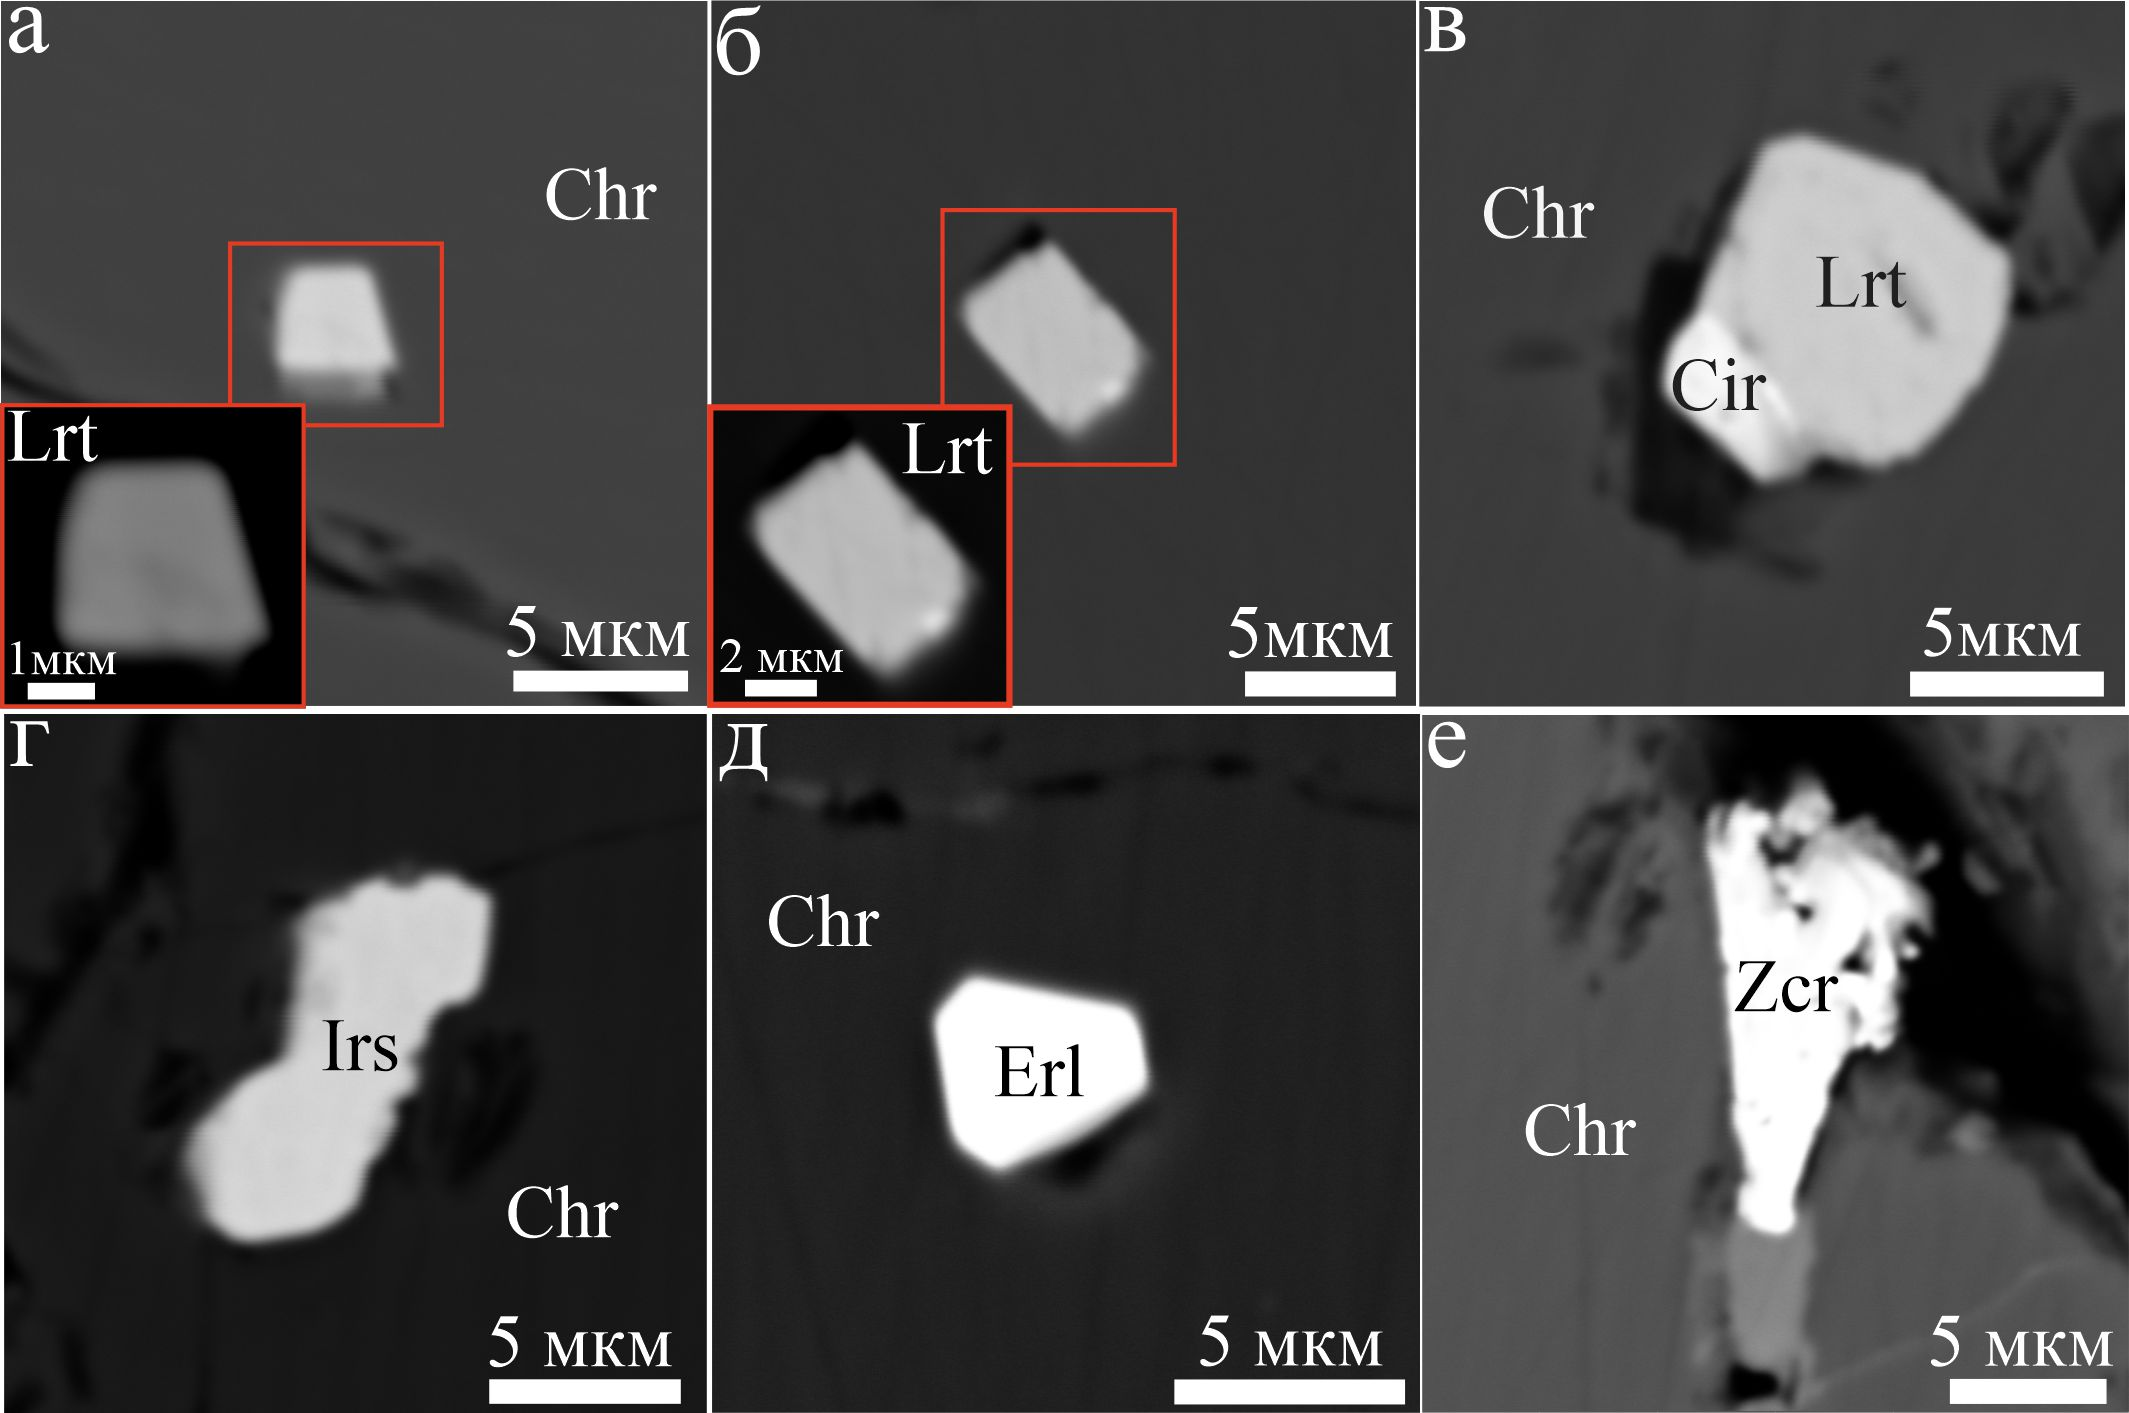 а
Chr
Lrt
1мкм
5 мкм
б
Lrt
2 мкм
5мкм
в
Chr
Lrt
Cir
5мкм
г
Irs
Chr
5 мкм
д
Chr
Erl
5 мкм
е
Zcr
Chr
5 мкм